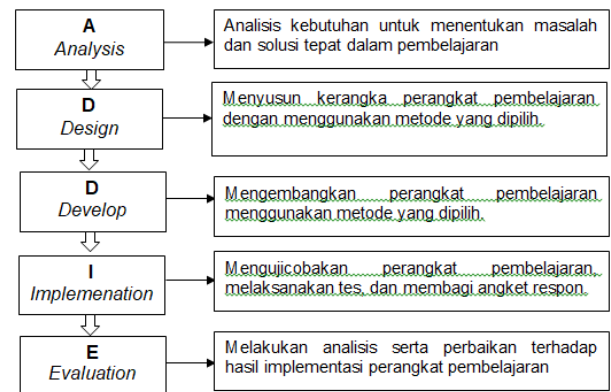 A
Analysis
Analisis kebutuhan untuk menentukan masalah
dan solusi tepat dalam pembelajaran
D
Design
Menyusun kerangka perangkat pembelajaran
dengan menggunakan metode yang dipilih.
D
Develop
Mengembangkan perangkat pembelajaran
menggunakan metode yang dipilih.
I
Implemenation
Mengujicobakan perangkat pembelajaran,
melaksanakan tes, dan membagi angket respon.
E
Evaluation
Melakukan analisis serta perbaikan terhadap
hasil implementasi perangkat pembelajaran